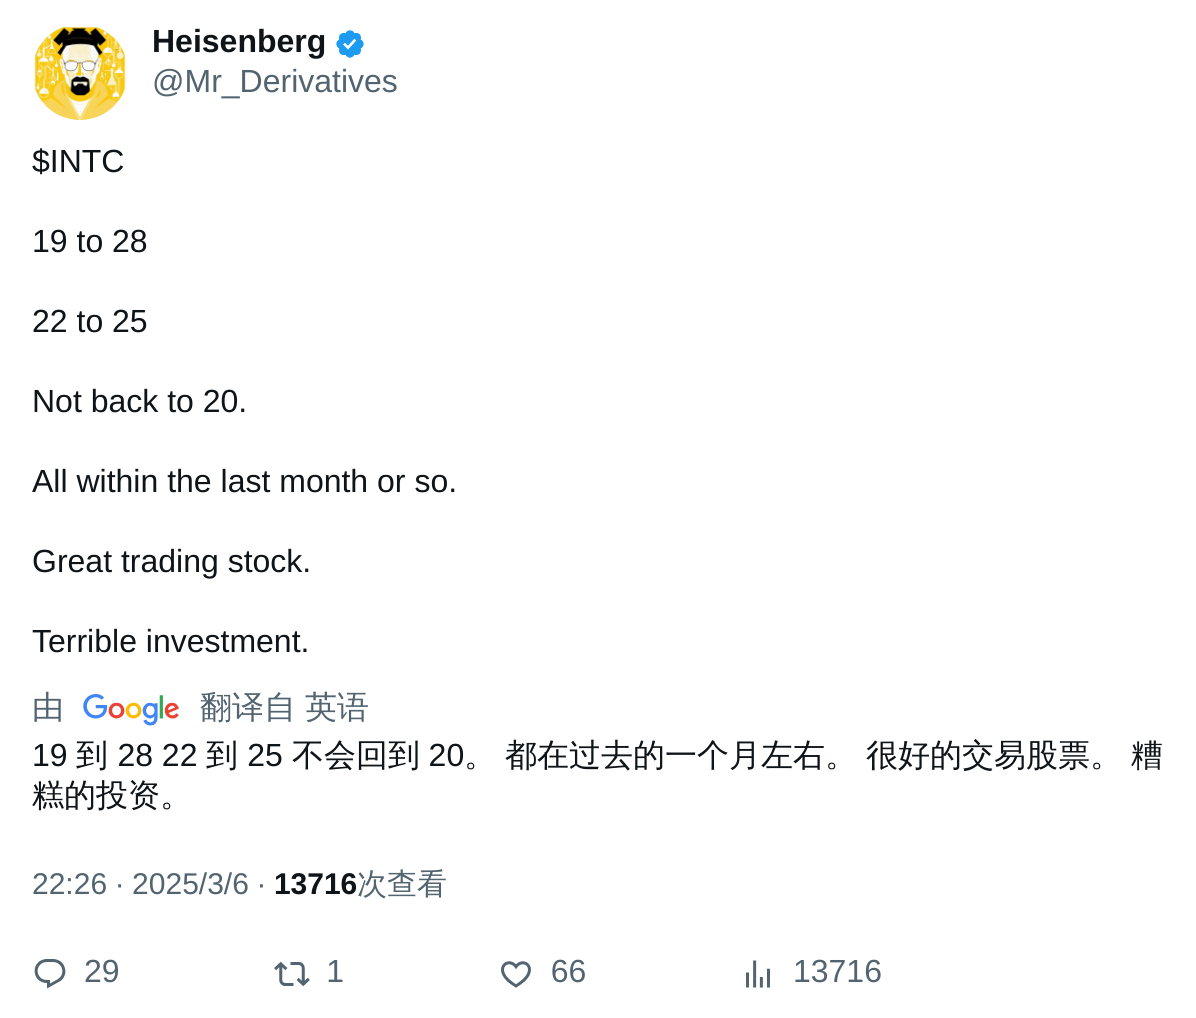 Heisenberg
@Mr_Derivatives
$INTC
19 to 28
22 to 25
Not back to 20.
All within the last month or so.
Great trading stock.
Terrible investment.
由 Google 翻译自 英语
19 到 28 22 到 25 不会回到 20。 都在过去的一个月左右。 很好的交易股票。 糟
糕的投资。
22:26 · 2025/3/6 · 13716次查看
29 1 66 13716